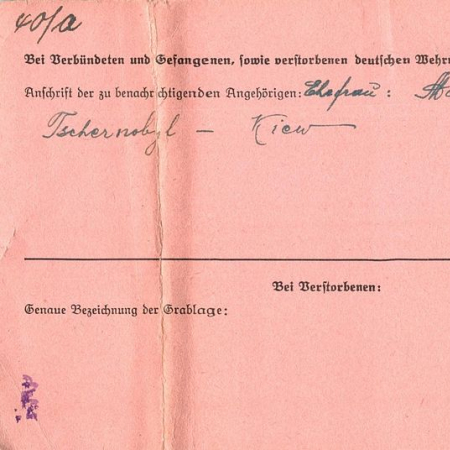 40/a
Bei Verbündeten und Gefangenen, sowie verstorbenen deutschen Wehr
Anschrift der zu benachrichtigenden Angehörigen: Ehefrau:
Tschernobyl - Kiew
Bei Verstorbenen:
Genaue Bezeichnung der Grablage: